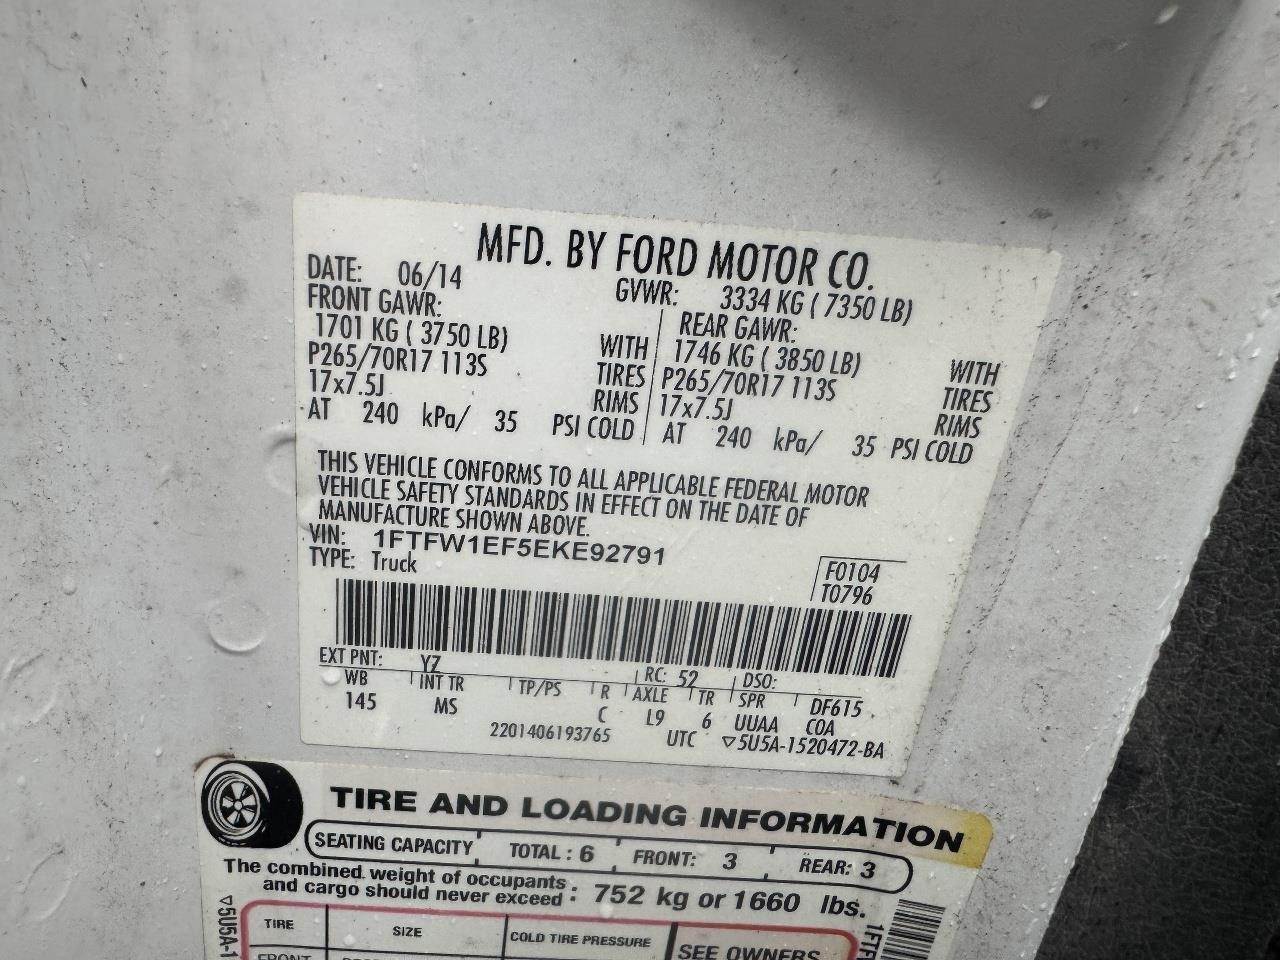 MFD. BY FORD MOTOR CO.
DATE: 06/14 GVWR: 3334 KG ( 7350 LB)
FRONT GAWR: REAR GAWR:
1701 KG ( 3750 LB) WITH 1746 KG ( 3850 LB) WITH
P265/70R17 113S TIRES P265/70R17 113S TIRES
17x7.5J RIMS 17x7.5J RIMS
AT 240 kPa/ 35 PSI COLD AT 240 kPa/ 35 PSI COLD
THIS VEHICLE CONFORMS TO ALL APPLICABLE FEDERAL MOTOR
VEHICLE SAFETY STANDARDS IN EFFECT ON THE DATE OF
MANUFACTURE SHOWN ABOVE.
VIN: 1FTFW1EF5EKE92791
TYPE: Truck
F0104
T0796
EXT PNT: YZ RC: 52 DSO:
WB INT TR TP/PS R AXLE TR SPR DF615
145 MS C L9 6 UUAA COA
2201406193765 UTC ▽5U5A-1520472-BA
TIRE AND LOADING INFORMATION
SEATING CAPACITY TOTAL : 6 FRONT: 3 REAR: 3
The combined weight of occupants
and cargo should never exceed : 752 kg or 1660 lbs.
TIRE SIZE COLD TIRE PRESSURE SEE OWNERS
▽5U5A-1
1FTF